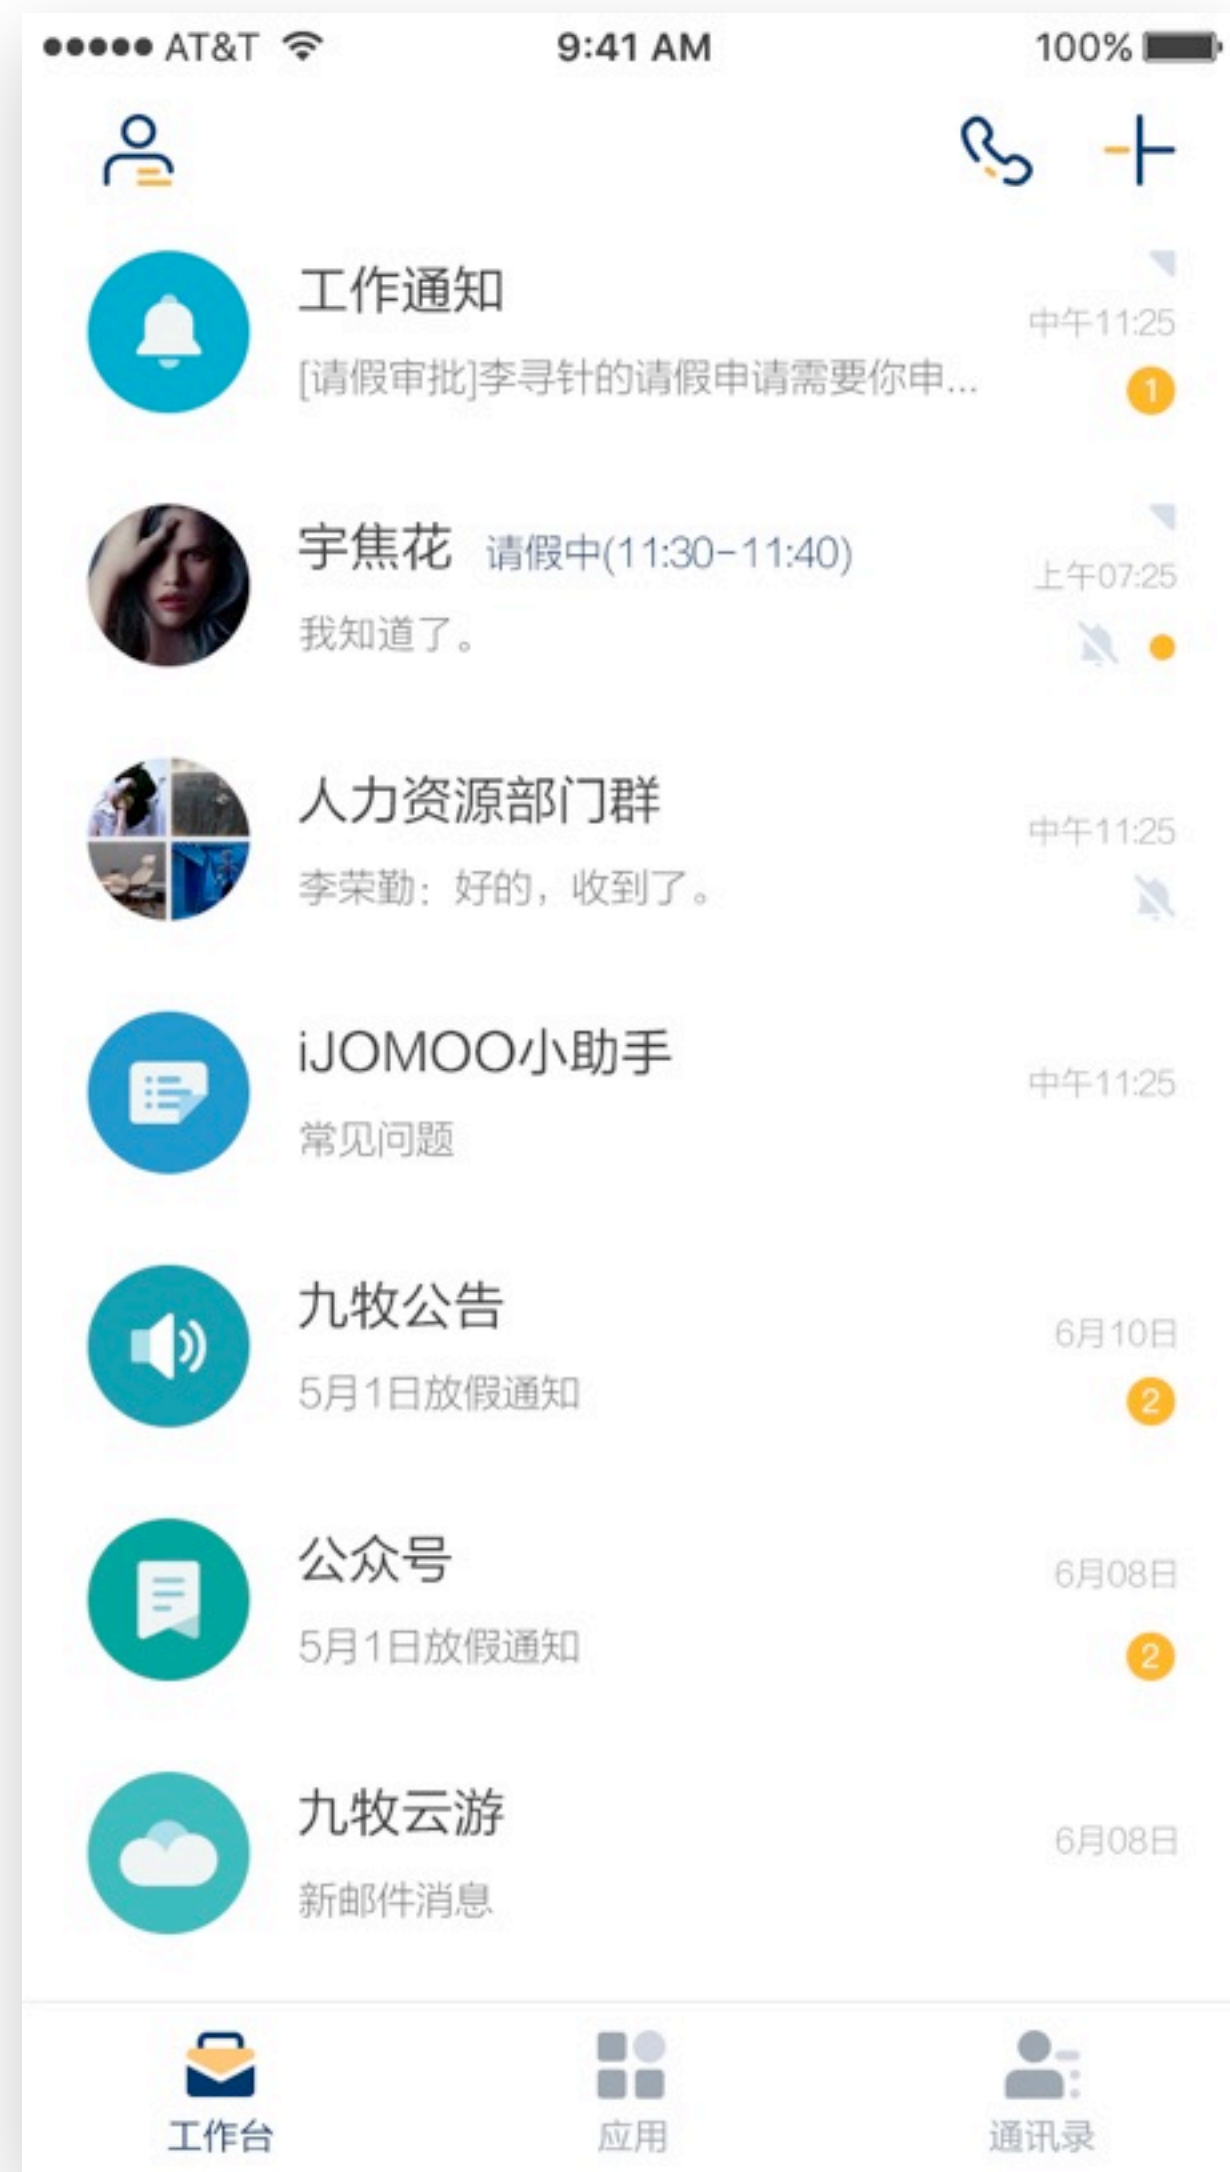 AT&T 9:41 AM 100%
工作通知
中午11:25
[请假审批]李寻针的请假申请需要你申...
1
宇焦花 请假中(11:30-11:40)
上午07:25
我知道了。
人力资源部门群
中午11:25
李荣勤：好的，收到了。
iJOMOO小助手
中午11:25
常见问题
九牧公告
6月10日
5月1日放假通知
2
公众号
6月08日
5月1日放假通知
2
九牧云游
6月08日
新邮件消息
工作台 应用 通讯录